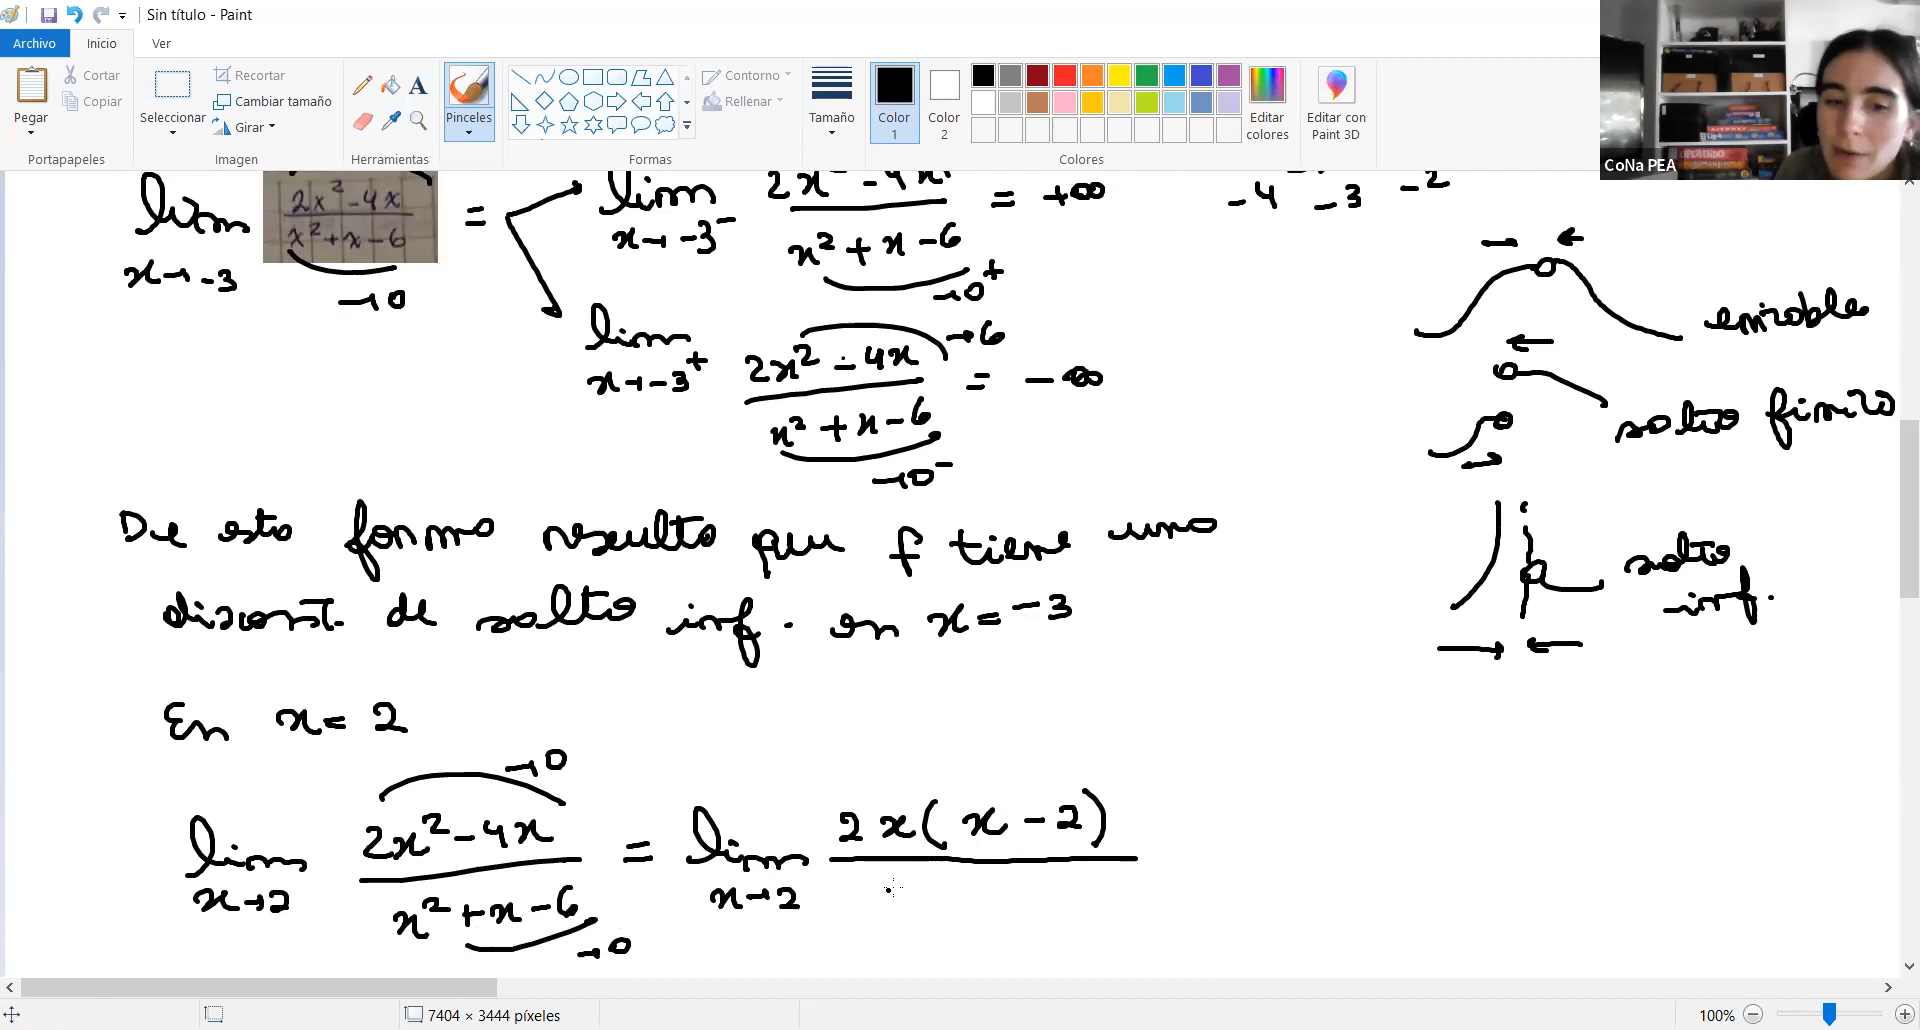 Sin título - Paint
Archivo Inicio Ver
Pegar
Cortar
Copiar
Portapapeles
Seleccionar
Recortar
Cambiar tamaño
Girar
Imagen
A
Herramientas
Pinceles
Contorno
Rellenar
Formas
Tamaño
Color 1
Color 2
Editar colores
Editar con Paint 3D
Colores
CoNa PEA
lim x→-3 (2x² - 4x)/(x² + x - 6) =
→0
lim x→-3⁻ (2x² - 4x)/(x² + x - 6) = +∞
→0⁺
-4 -3 -2
lim x→-3⁺ (2x² - 4x)/(x² + x - 6) = -∞
→6
→0⁻
evitable
salto finito
salto
inf.
De esta forma resulta que f tiene una
discont. de salto inf. en x = -3
En x = 2
→0
lim x→2 (2x² - 4x)/(x² + x - 6) = lim x→2 2x(x - 2)
→0
7404 × 3444 píxeles
100%